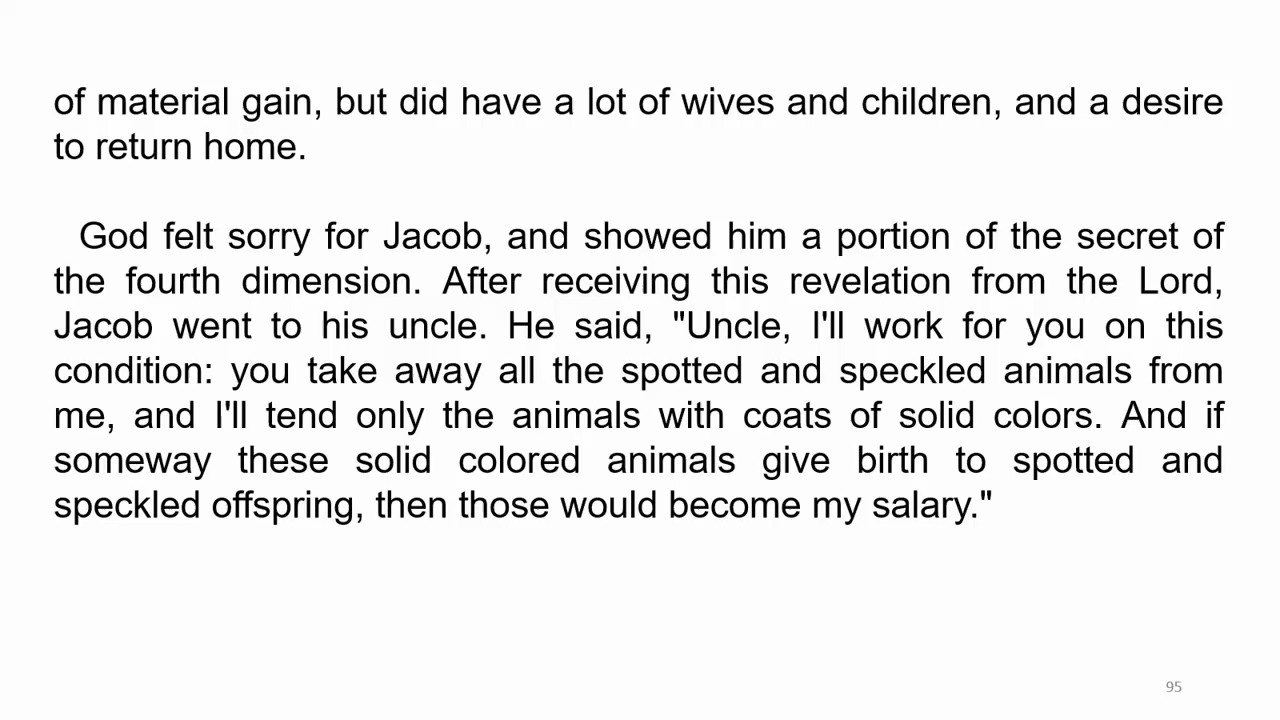 of material gain, but did have a lot of wives and children, and a desire
to return home.
God felt sorry for Jacob, and showed him a portion of the secret of
the fourth dimension. After receiving this revelation from the Lord,
Jacob went to his uncle. He said, "Uncle, I'll work for you on this
condition: you take away all the spotted and speckled animals from
me, and I'll tend only the animals with coats of solid colors. And if
someway these solid colored animals give birth to spotted and
speckled offspring, then those would become my salary."
95